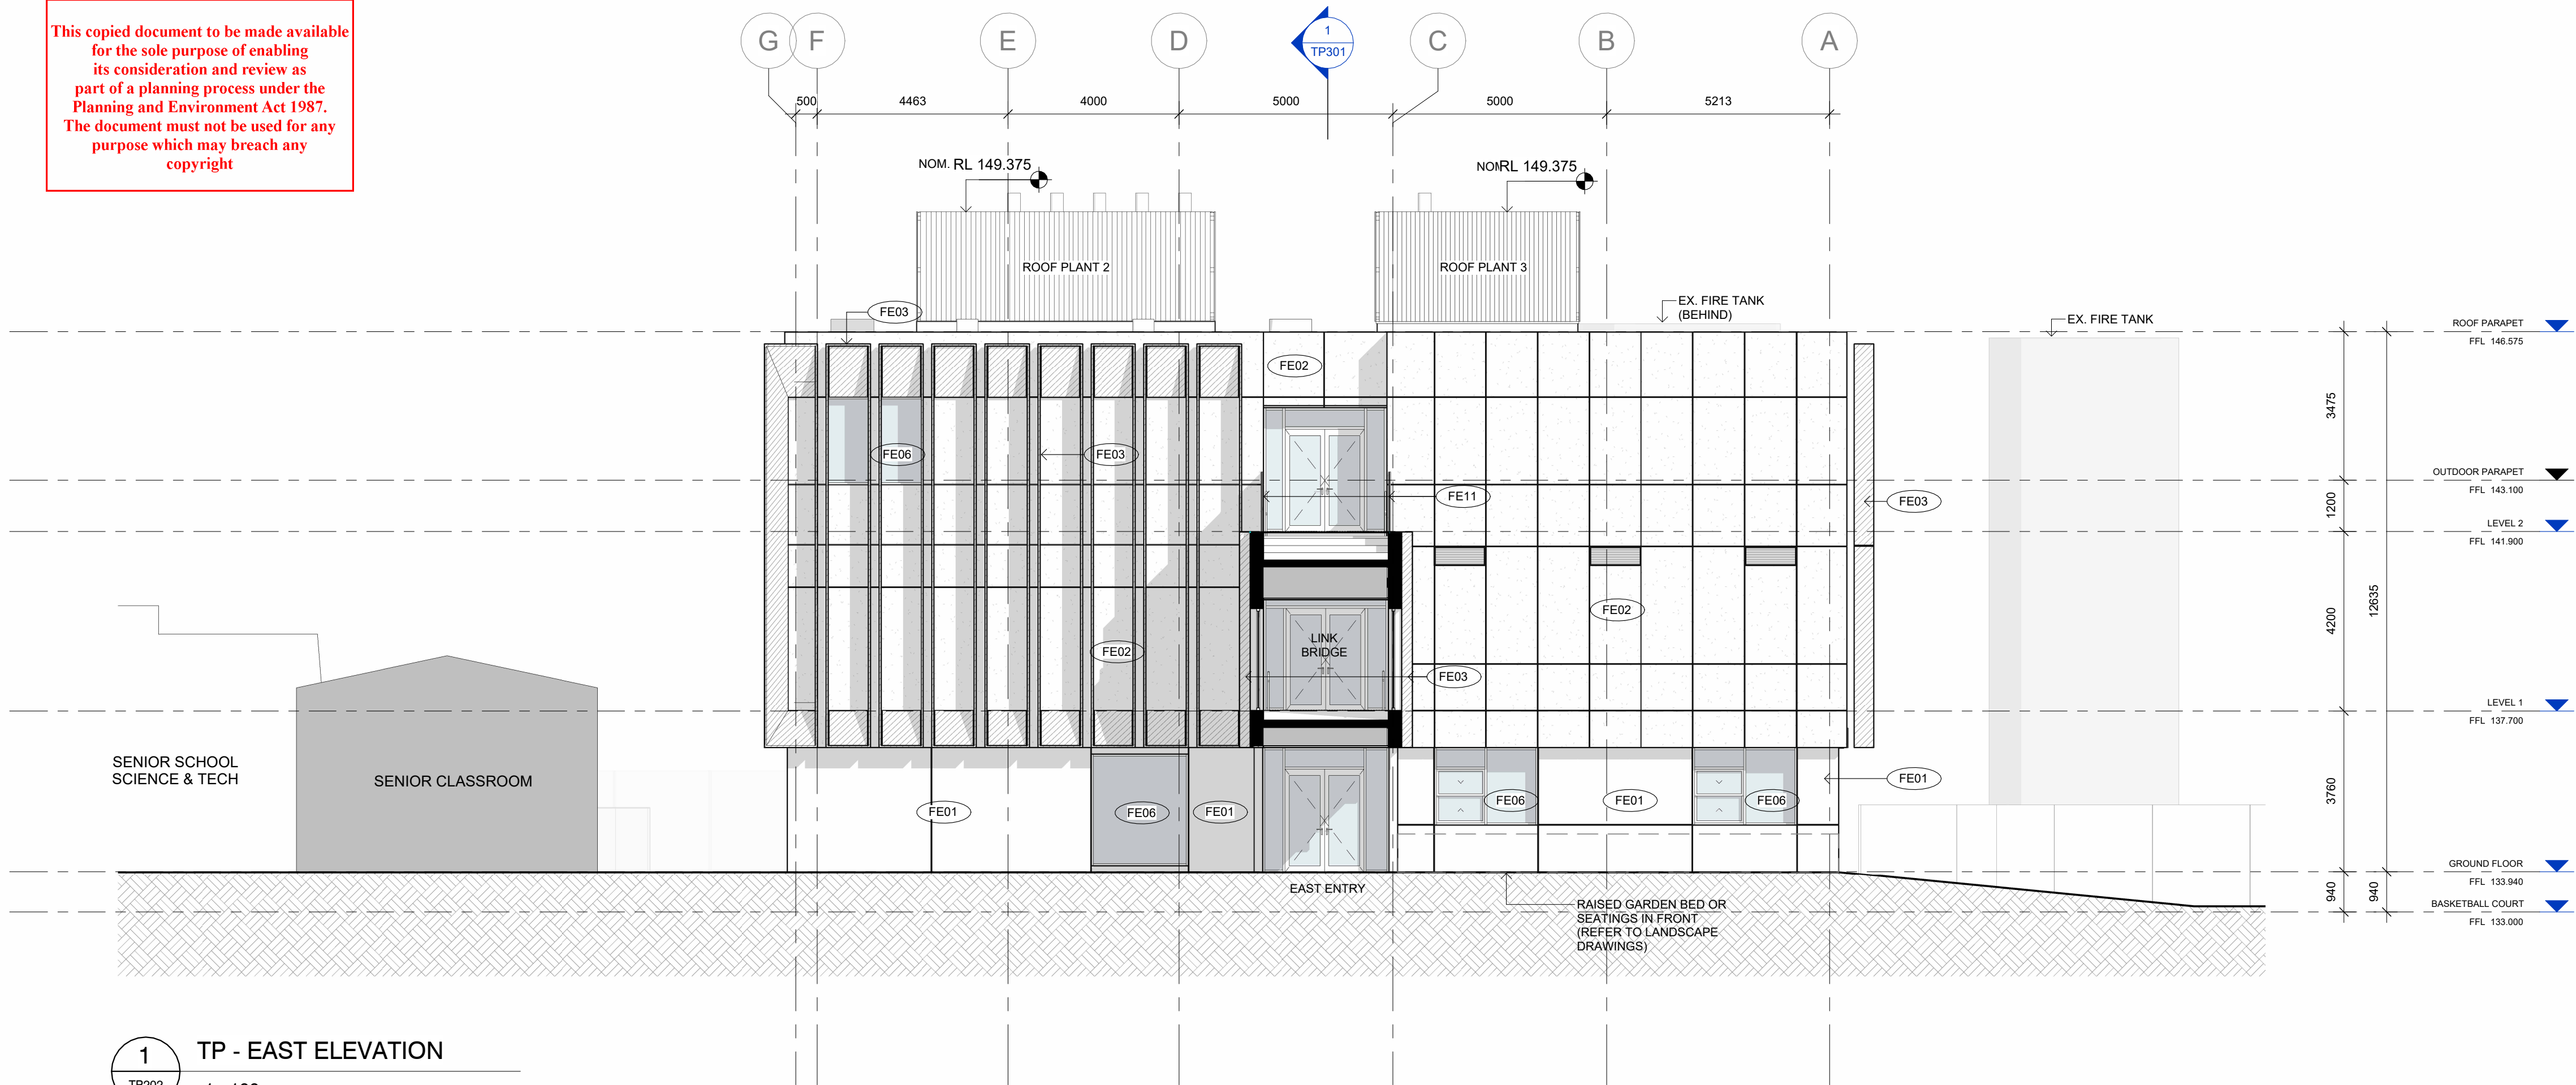 This copied document to be made available
for the sole purpose of enabling
its consideration and review as
part of a planning process under the
Planning and Environment Act 1987.
The document must not be used for any
purpose which may breach any
copyright
G
F
E
D
1
TP301
C
B
A
500
4463
4000
5000
5000
5213
NOM. RL 149.375
RL 149.375
ROOF PLANT 2
ROOF PLANT 3
FE03
EX. FIRE TANK
(BEHIND)
EX. FIRE TANK
ROOF PARAPET
FFL 146.575
FE02
3475
FE06
FE03
FE11
FE03
OUTDOOR PARAPET
FFL 143.100
1200
LEVEL 2
FFL 141.900
FE02
4200
12635
LINK
BRIDGE
FE02
FE03
LEVEL 1
FFL 137.700
SENIOR SCHOOL
SCIENCE & TECH
SENIOR CLASSROOM
FE01
FE06
FE01
FE06
FE01
FE06
FE01
3760
GROUND FLOOR
FFL 133.940
EAST ENTRY
RAISED GARDEN BED OR
SEATINGS IN FRONT
(REFER TO LANDSCAPE
DRAWINGS)
940
940
BASKETBALL COURT
FFL 133.000
1
TP - EAST ELEVATION